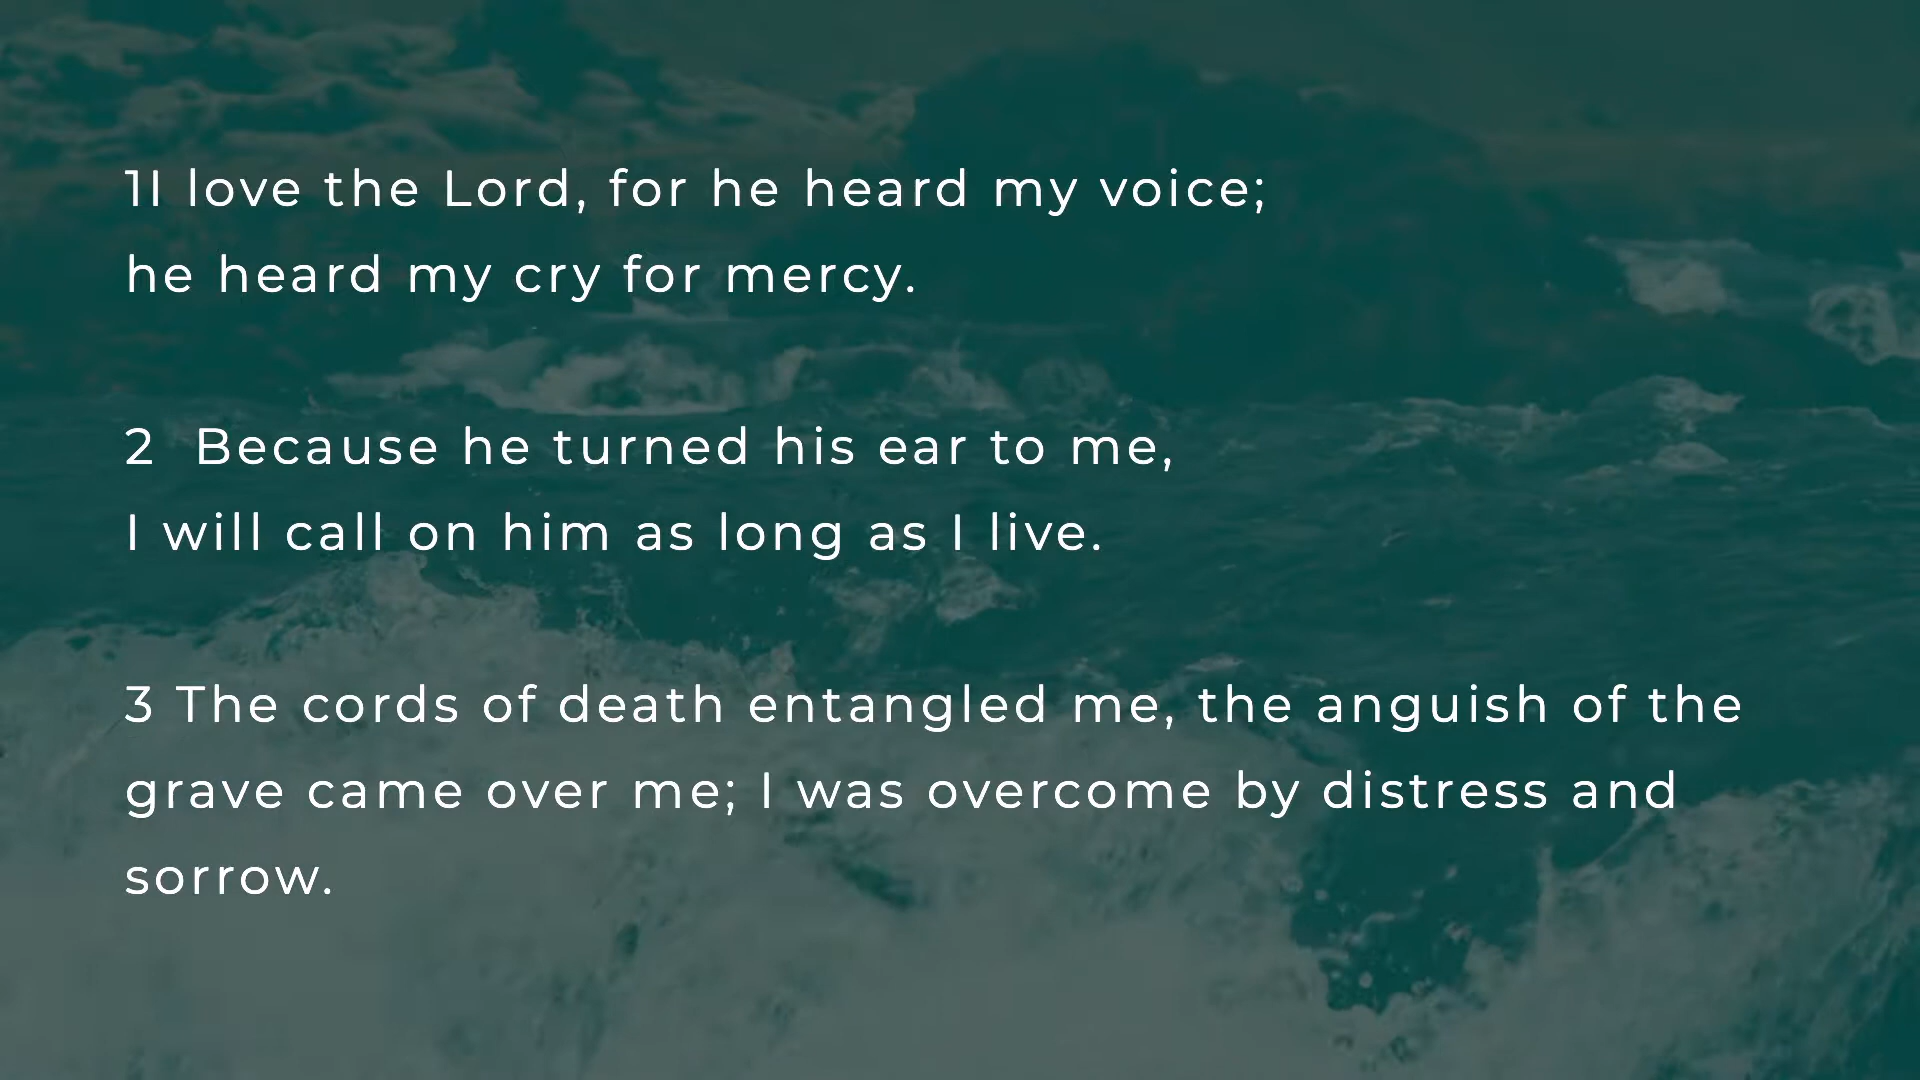 1I love the Lord, for he heard my voice;
he heard my cry for mercy.
2  Because he turned his ear to me,
I will call on him as long as I live.
3 The cords of death entangled me, the anguish of the
grave came over me; I was overcome by distress and
sorrow.